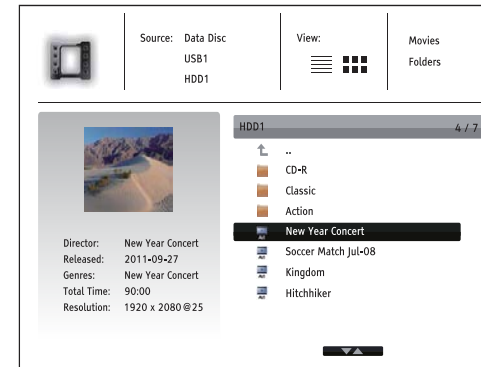 Source: Data Disc
USB1
HDD1
View:
Movies
Folders
HDD1 4 / 7
..
CD-R
Classic
Action
New Year Concert
Soccer Match Jul-08
Kingdom
Hitchhiker
Director: New Year Concert
Released: 2011-09-27
Genres: New Year Concert
Total Time: 90:00
Resolution: 1920 x 2080@25